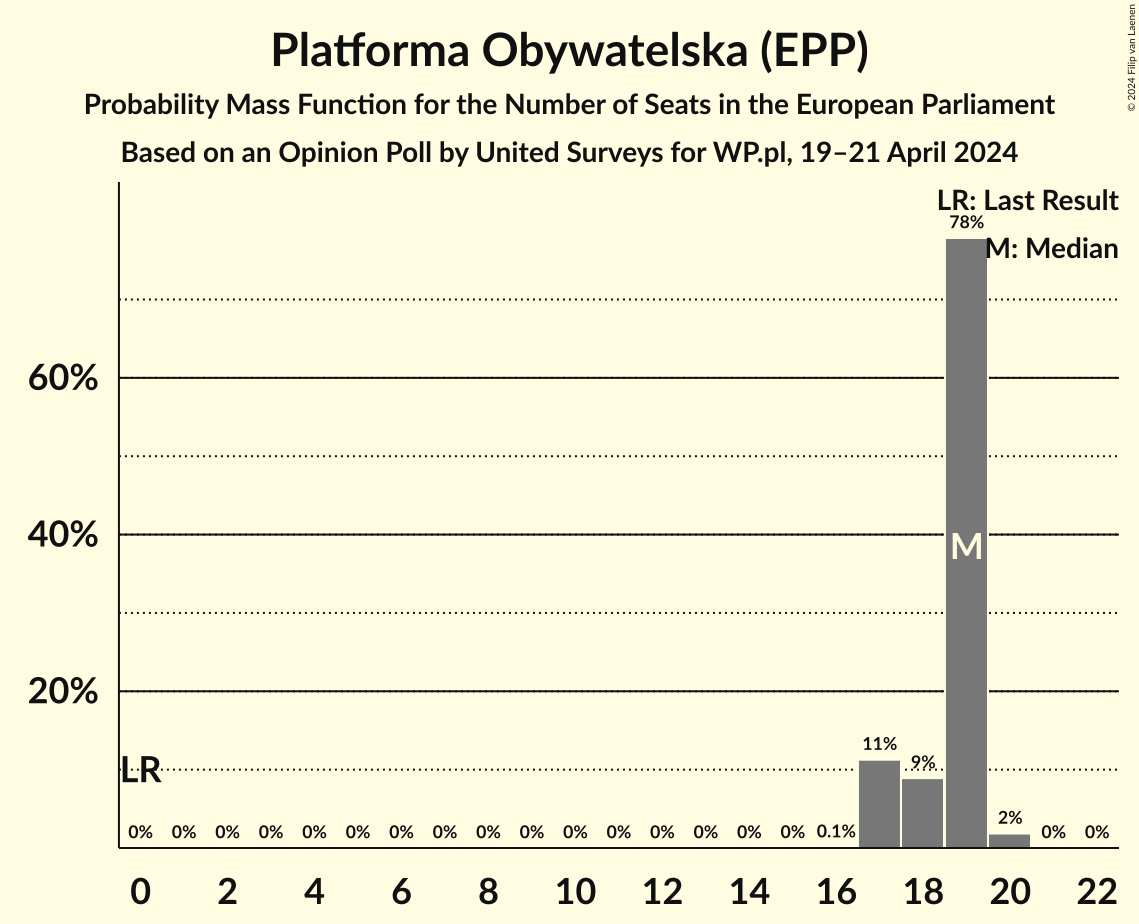 Platforma Obywatelska (EPP)
Probability Mass Function for the Number of Seats in the European Parliament
Based on an Opinion Poll by United Surveys for WP.pl, 19–21 April 2024
© 2024 Filip van Laenen
LR: Last Result
M: Median
78%
60%
40%
M
20%
LR
11%
9%
0% 0% 0% 0% 0% 0% 0% 0% 0% 0% 0% 0% 0% 0% 0% 0% 0.1% 2% 0% 0%
0 2 4 6 8 10 12 14 16 18 20 22